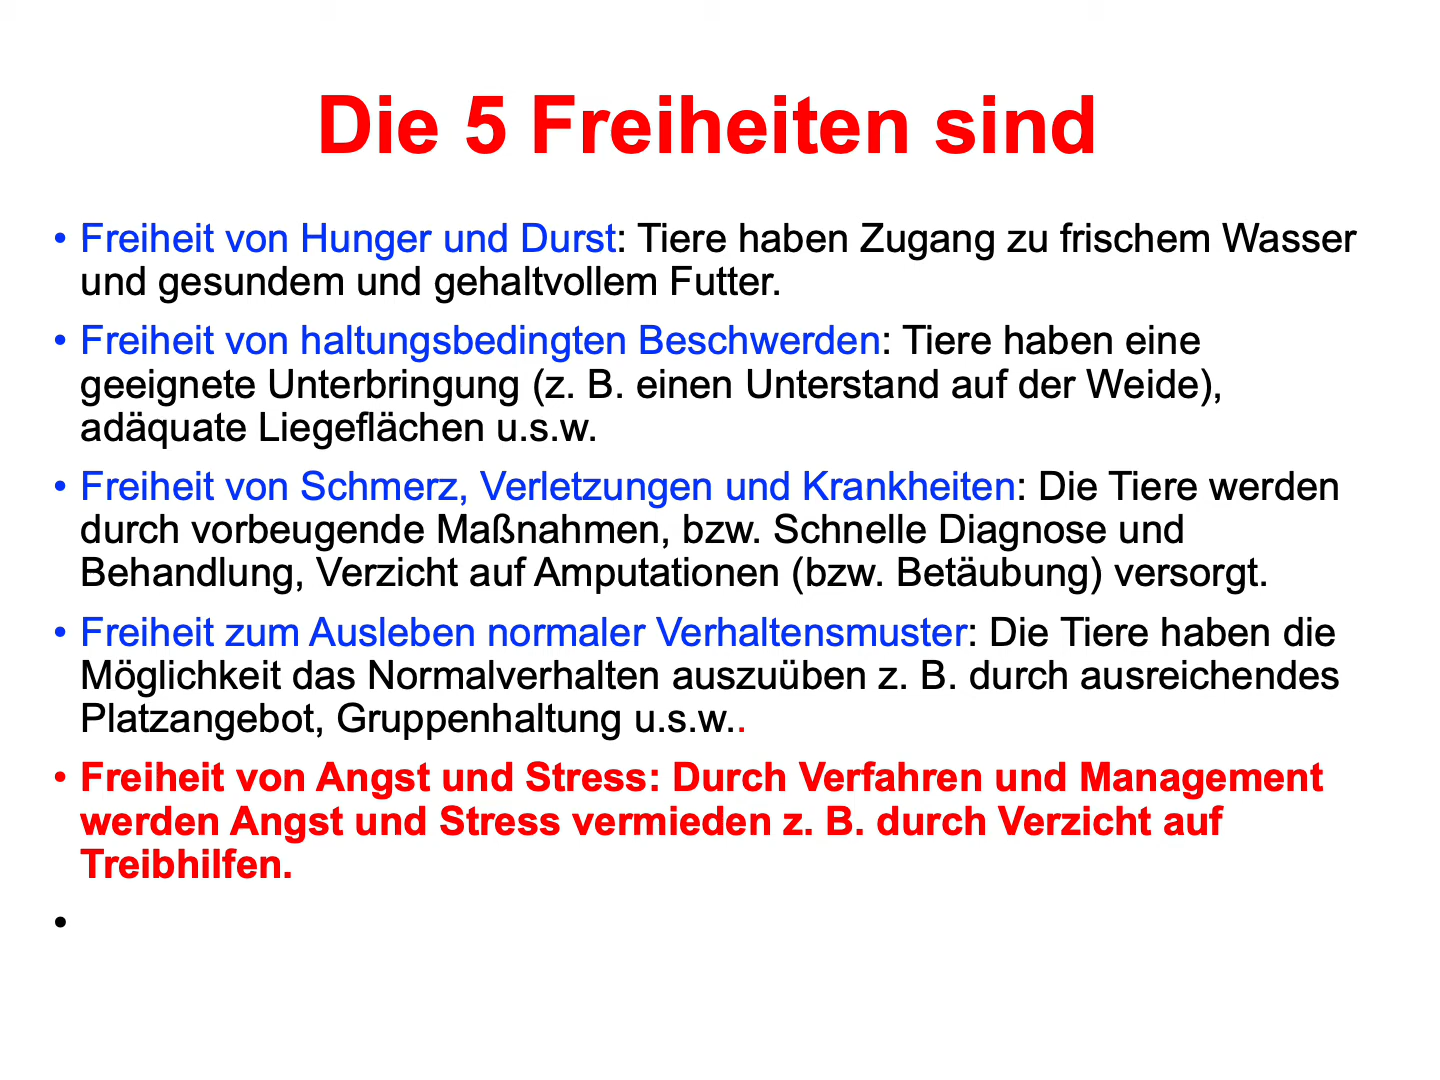 Die 5 Freiheiten sind
• Freiheit von Hunger und Durst: Tiere haben Zugang zu frischem Wasser
und gesundem und gehaltvollem Futter.
• Freiheit von haltungsbedingten Beschwerden: Tiere haben eine
geeignete Unterbringung (z. B. einen Unterstand auf der Weide),
adäquate Liegeflächen u.s.w.
• Freiheit von Schmerz, Verletzungen und Krankheiten: Die Tiere werden
durch vorbeugende Maßnahmen, bzw. Schnelle Diagnose und
Behandlung, Verzicht auf Amputationen (bzw. Betäubung) versorgt.
• Freiheit zum Ausleben normaler Verhaltensmuster: Die Tiere haben die
Möglichkeit das Normalverhalten auszuüben z. B. durch ausreichendes
Platzangebot, Gruppenhaltung u.s.w..
• Freiheit von Angst und Stress: Durch Verfahren und Management
werden Angst und Stress vermieden z. B. durch Verzicht auf
Treibhilfen.
•